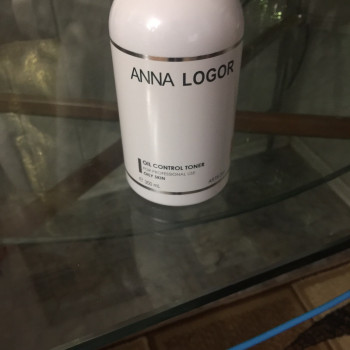 ANNA LOGOR
OIL CONTROL TONER
FOR PROFESSIONAL USE
OILY SKIN